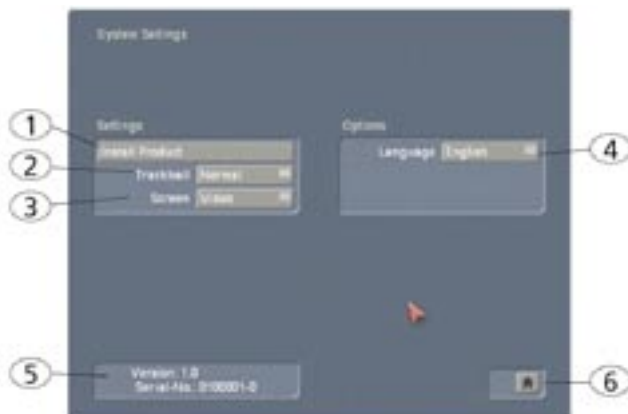 System Settings
Settings
Options
1
Install Product
Language English
4
2
Trackball Normal
3
Screen Video
5
Version: 1.0
Serial-No.: 0100001-0
6